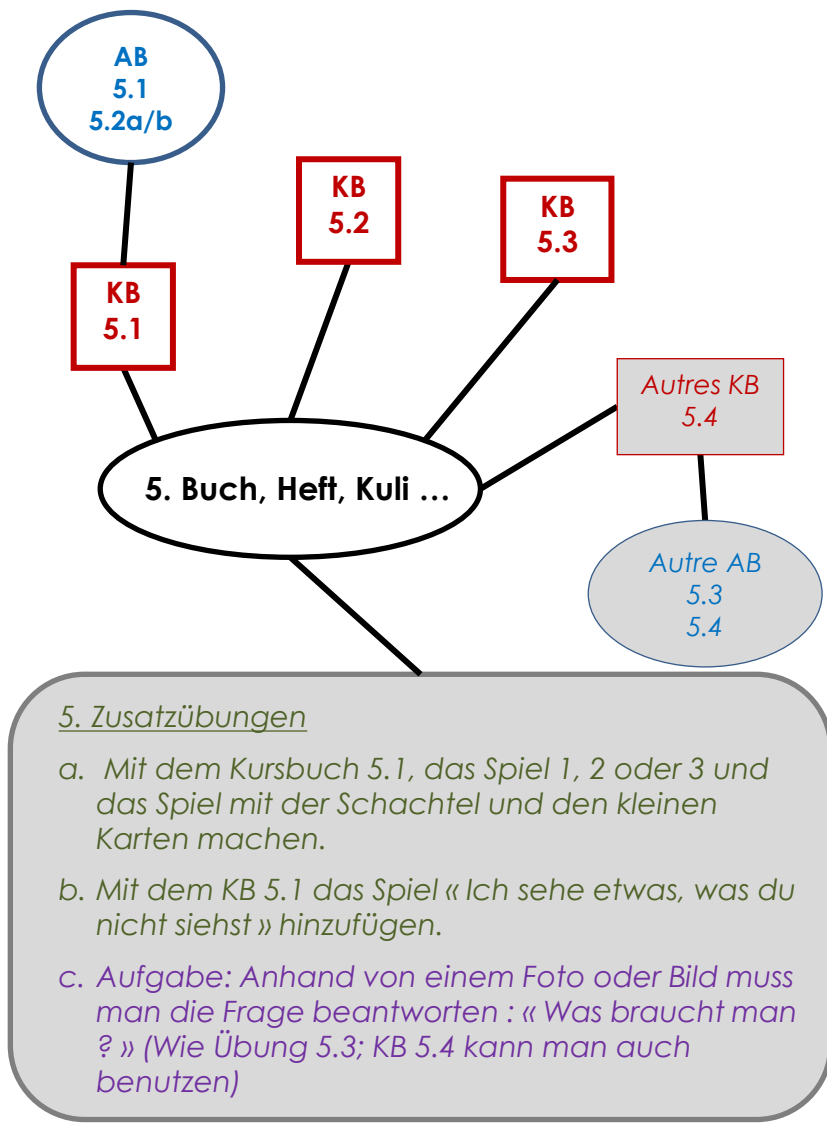 AB
5.1
5.2a/b
KB
5.1
KB
5.2
KB
5.3
Autres KB
5.4
5. Buch, Heft, Kuli …
Autre AB
5.3
5.4
5. Zusatzübungen
a. Mit dem Kursbuch 5.1, das Spiel 1, 2 oder 3 und
das Spiel mit der Schachtel und den kleinen
Karten machen.
b. Mit dem KB 5.1 das Spiel « Ich sehe etwas, was du
nicht siehst » hinzufügen.
c. Aufgabe: Anhand von einem Foto oder Bild muss
man die Frage beantworten : « Was braucht man
? » (Wie Übung 5.3; KB 5.4 kann man auch
benutzen)